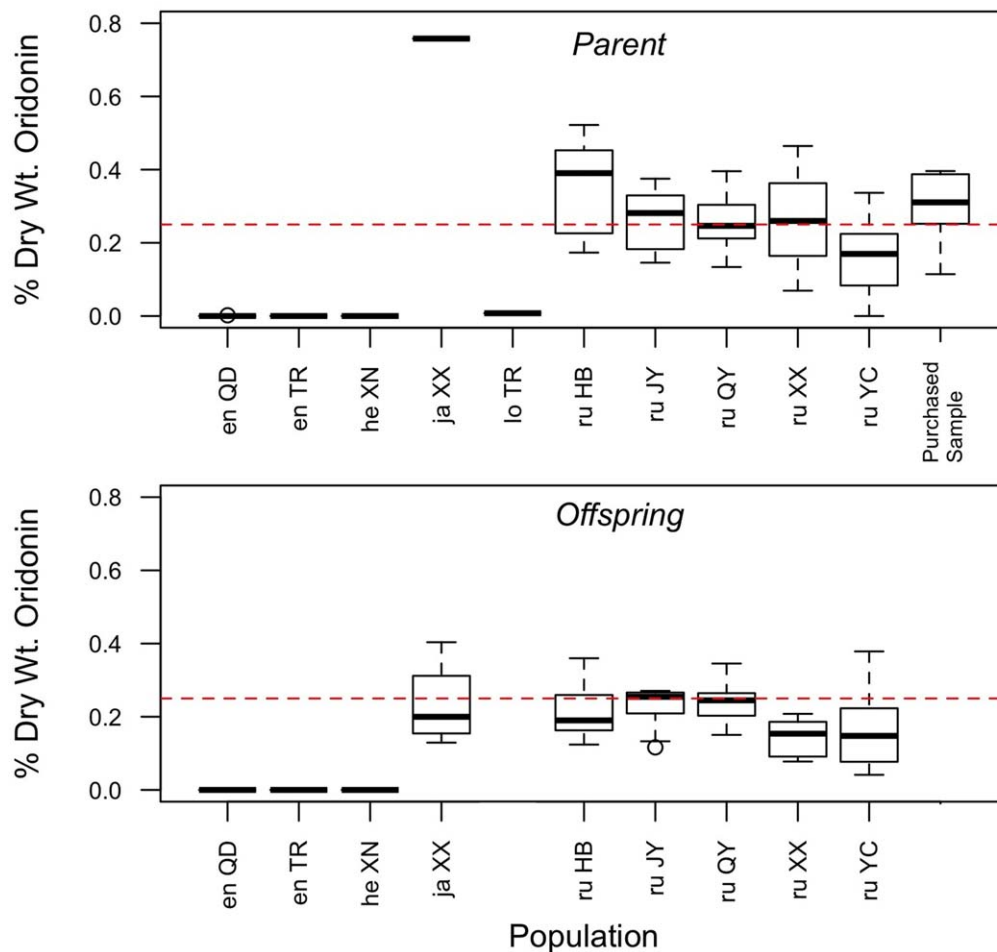 % Dry Wt. Oridonin
0.8
0.6
0.4
0.2
0.0
Parent
en QD
en TR
he XN
ja XX
lo TR
ru HB
ru JY
ru QY
ru XX
ru YC
Purchased
Sample
% Dry Wt. Oridonin
0.8
0.6
0.4
0.2
0.0
Offspring
en QD
en TR
he XN
ja XX
ru HB
ru JY
ru QY
ru XX
ru YC
Population